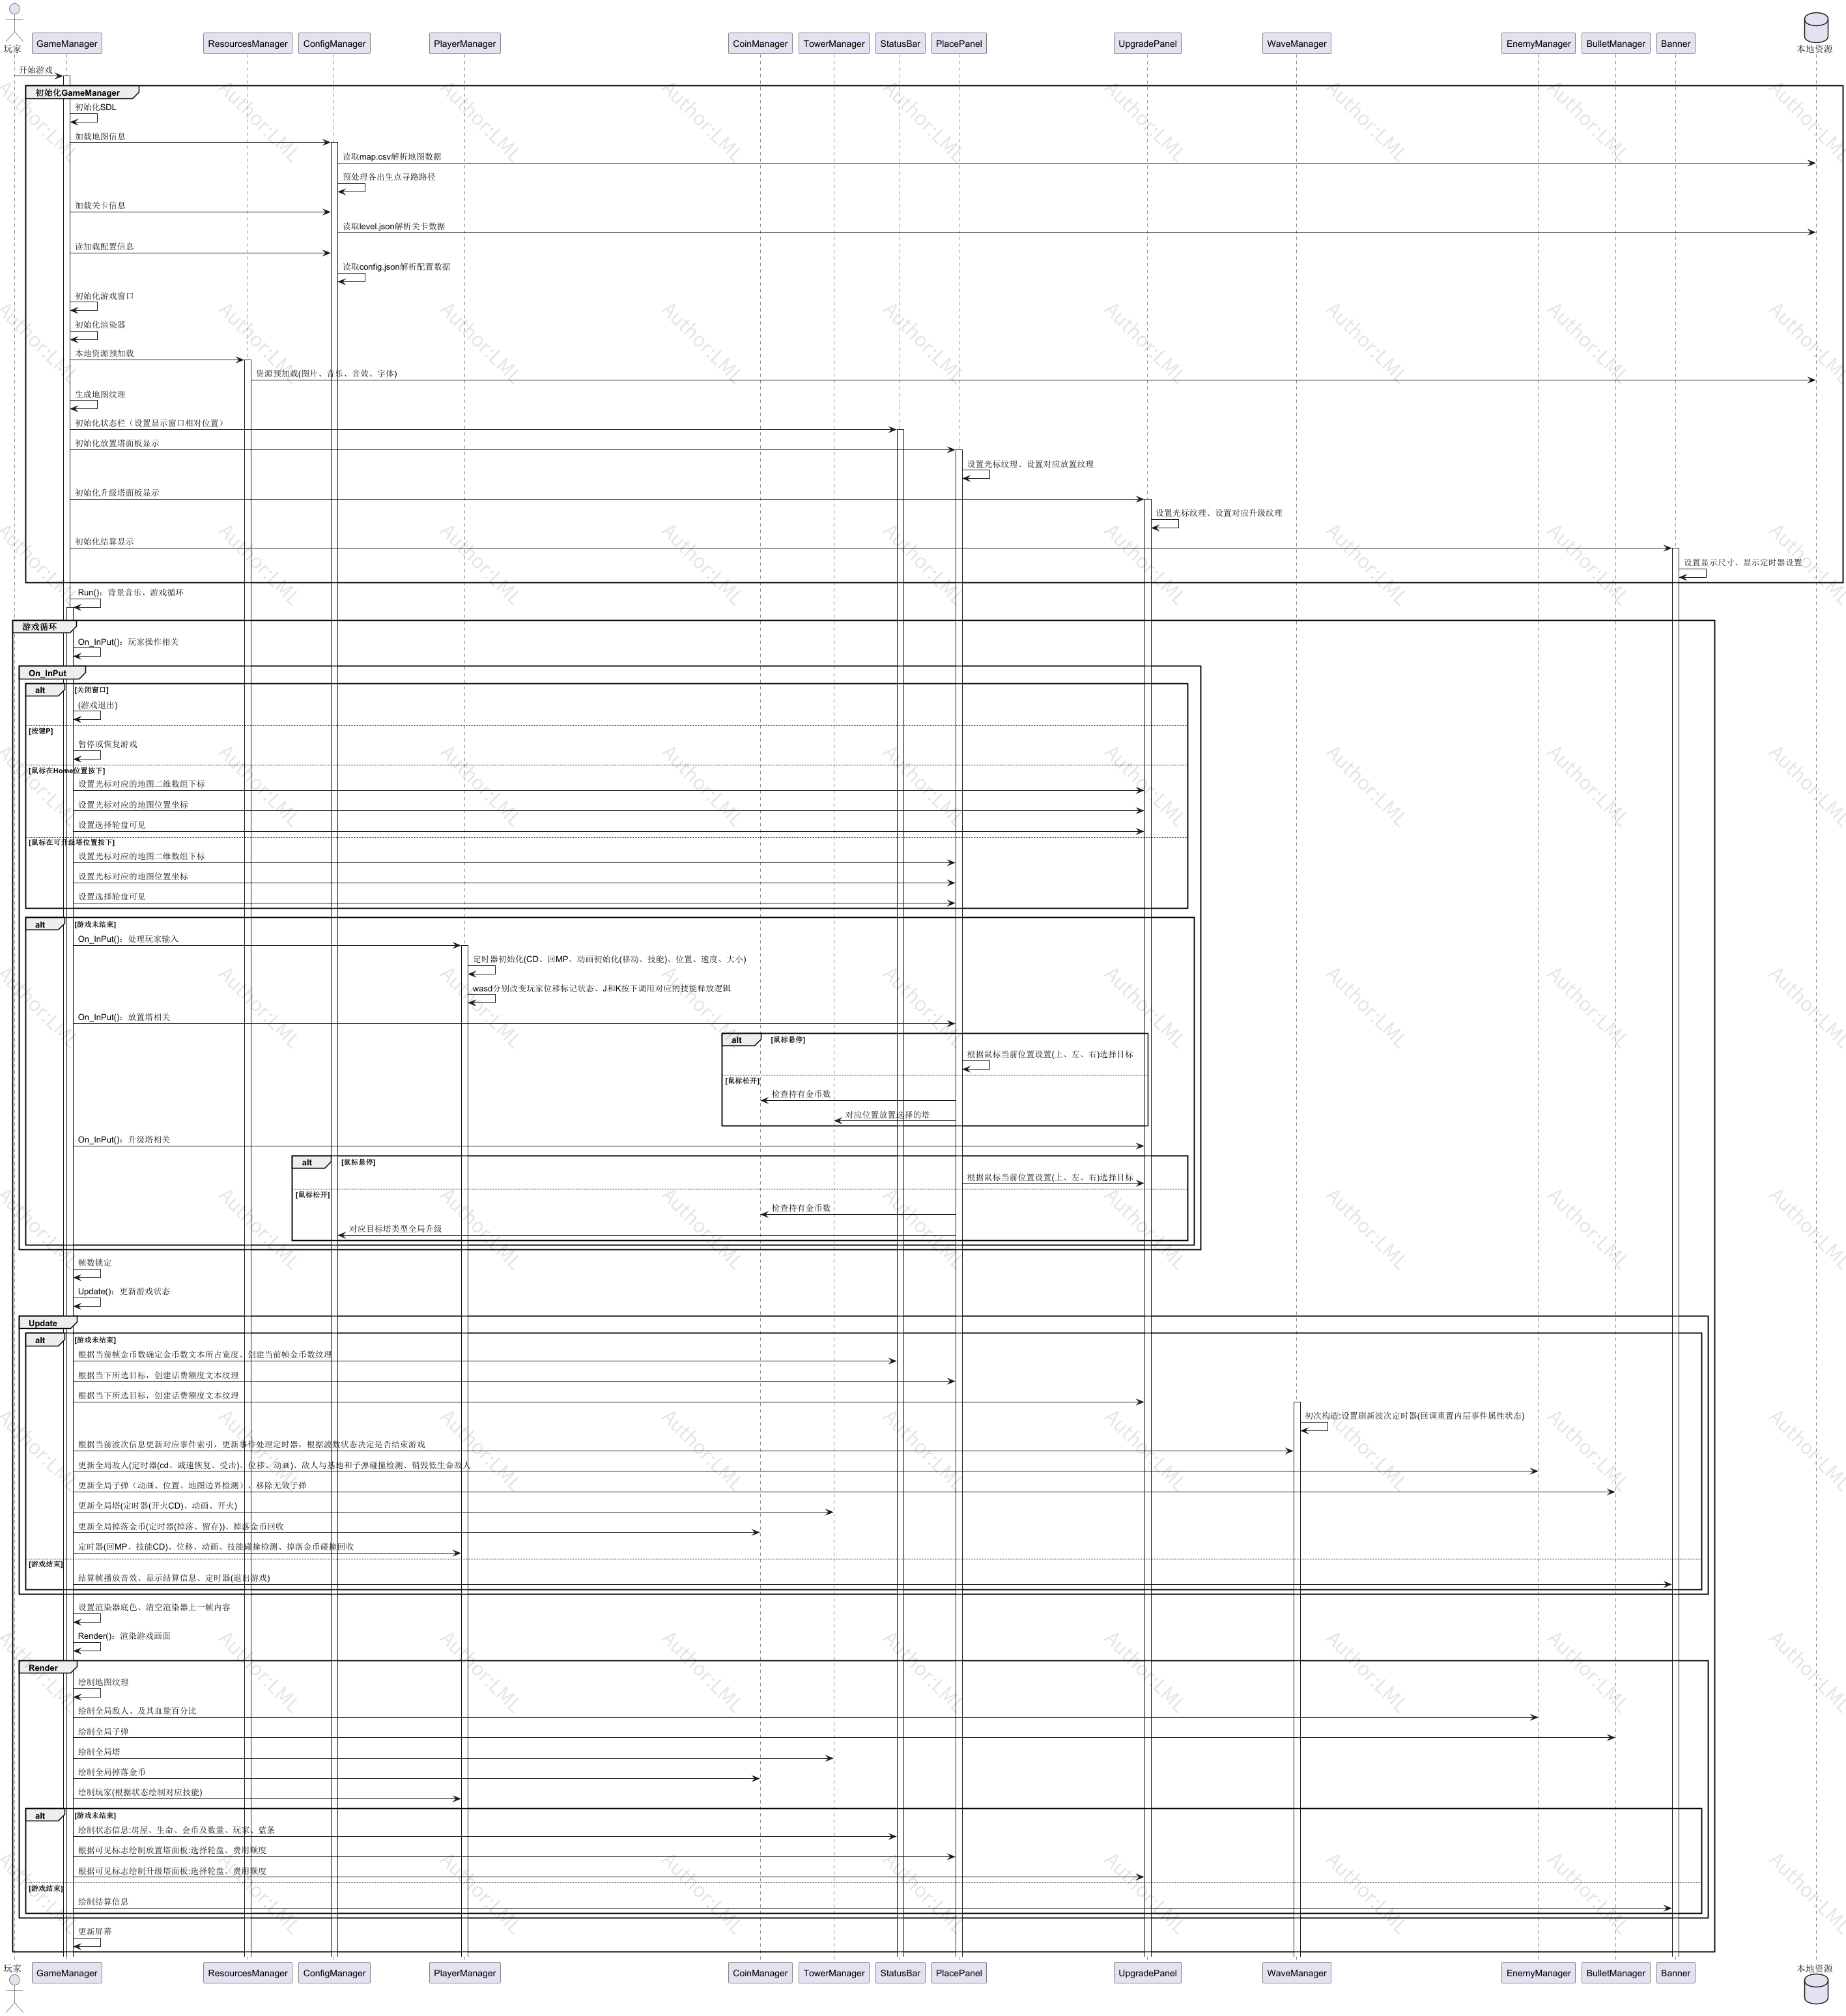 玩家
GameManager
ResourcesManager
ConfigManager
PlayerManager
CoinManager
TowerManager
StatusBar
PlacePanel
UpgradePanel
WaveManager
EnemyManager
BulletManager
Banner
本地资源
开始游戏
初始化GameManager
初始化SDL
加载地图信息
读取map.csv解析地图数据
预处理各出生点寻路路径
加载关卡信息
读取level.json解析关卡数据
读加载配置信息
读取config.json解析配置数据
初始化游戏窗口
初始化渲染器
本地资源预加载
资源预加载(图片、音乐、音效、字体)
生成地图纹理
初始化状态栏（设置显示窗口相对位置）
初始化放置塔面板显示
设置光标纹理、设置对应放置纹理
初始化升级塔面板显示
设置光标纹理、设置对应升级纹理
初始化结算显示
设置显示尺寸、显示定时器设置
Run()：背景音乐、游戏循环
游戏循环
On_InPut()：玩家操作相关
On_InPut
alt [关闭窗口]
(游戏退出)
[按键P]
暂停或恢复游戏
[鼠标在Home位置按下]
设置光标对应的地图二维数组下标
设置光标对应的地图位置坐标
设置选择轮盘可见
[鼠标在可升级塔位置按下]
设置光标对应的地图二维数组下标
设置光标对应的地图位置坐标
设置选择轮盘可见
alt [游戏未结束]
On_InPut()：处理玩家输入
定时器初始化(CD、回MP、动画初始化(移动、技能)、位置、速度、大小)
wasd分别改变玩家位移标记状态、J和K按下调用对应的技能释放逻辑
On_InPut()：放置塔相关
alt [鼠标悬停]
根据鼠标当前位置设置(上、左、右)选择目标
[鼠标松开]
检查持有金币数
对应位置放置选择的塔
On_InPut()：升级塔相关
alt [鼠标悬停]
根据鼠标当前位置设置(上、左、右)选择目标
[鼠标松开]
检查持有金币数
对应目标塔类型全局升级
帧数锁定
Update()：更新游戏状态
Update
alt [游戏未结束]
根据当前帧金币数确定金币数文本所占宽度、创建当前帧金币数纹理
根据当下所选目标，创建话费额度文本纹理
根据当下所选目标，创建话费额度文本纹理
初次构造:设置刷新波次定时器(回调重置内层事件属性状态)
根据当前波次信息更新对应事件索引，更新事件处理定时器，根据波数状态决定是否结束游戏
更新全局敌人(定时器(cd、减速恢复、受击)、位移、动画)、敌人与基地和子弹碰撞检测、销毁低生命敌人
更新全局子弹（动画、位置、地图边界检测）、移除无效子弹
更新全局塔(定时器(开火CD)、动画、开火)
更新全局掉落金币(定时器(掉落、留存))、掉落金币回收
定时器(回MP、技能CD)、位移、动画、技能碰撞检测、掉落金币碰撞回收
[游戏结束]
结算帧播放音效、显示结算信息、定时器(退出游戏)
设置渲染器底色、清空渲染器上一帧内容
Render()：渲染游戏画面
Render
绘制地图纹理
绘制全局敌人、及其血量百分比
绘制全局子弹
绘制全局塔
绘制全局掉落金币
绘制玩家(根据状态绘制对应技能)
alt [游戏未结束]
绘制状态信息:房屋、生命、金币及数量、玩家、蓝条
根据可见标志绘制放置塔面板:选择轮盘、费用额度
根据可见标志绘制升级塔面板:选择轮盘、费用额度
[游戏结束]
绘制结算信息
更新屏幕
玩家
GameManager
ResourcesManager
ConfigManager
PlayerManager
CoinManager
TowerManager
StatusBar
PlacePanel
UpgradePanel
WaveManager
EnemyManager
BulletManager
Banner
本地资源
Author:LML